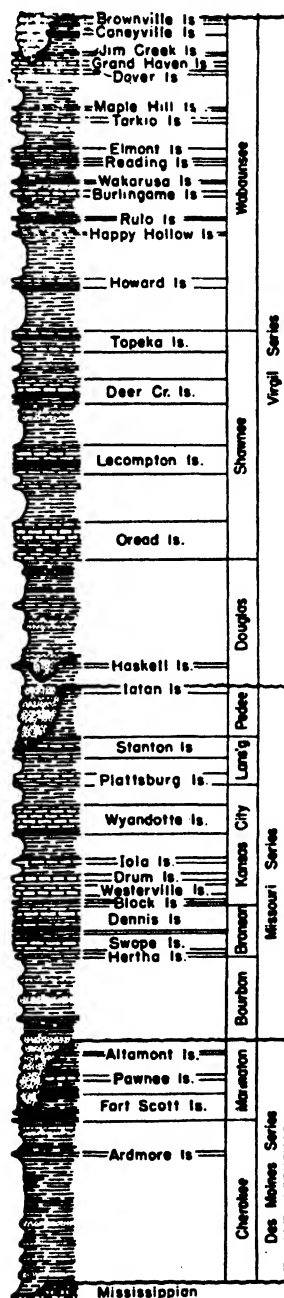 Brownville ls
Caneyville ls
Jim Creek ls
Grand Haven ls
Dover ls
Maple Hill ls
Tarkio ls
Elmont ls
Reading ls
Wakarusa ls
Burlingame ls
Rulo ls
Happy Hollow ls
Howard ls
Topeka ls.
Deer Cr. ls.
Lecompton ls.
Oread ls.
Haskell ls.
Iatan ls
Stanton ls
Plattsburg ls.
Wyandotte ls.
Iola ls.
Drum ls.
Westerville ls.
Block ls.
Dennis ls
Swope ls.
Hertha ls.
Altamont ls.
Pawnee ls.
Fort Scott ls.
Ardmore ls
Mississippian
Wabaunsee
Shawnee
Douglas
Pedee
Lans'g
Kansas City
Bronson
Bourbon
Marmaton
Cherokee
Virgil Series
Missouri Series
Des Moines Series